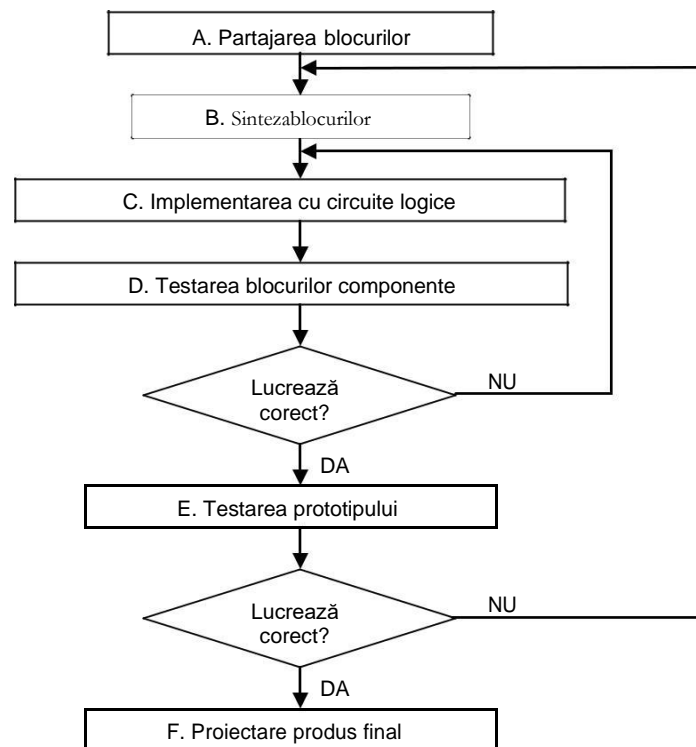 A. Partajarea blocurilor
B. Sintezablocurilor
C. Implementarea cu circuite logice
D. Testarea blocurilor componente
Lucrează
corect?
NU
DA
E. Testarea prototipului
Lucrează
corect?
NU
DA
F. Proiectare produs final